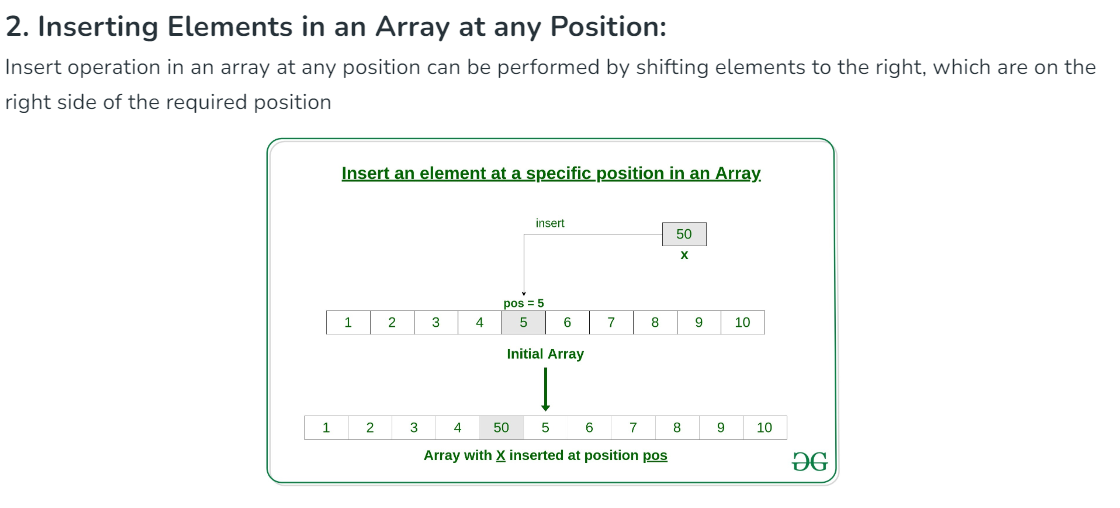 2. Inserting Elements in an Array at any Position:
Insert operation in an array at any position can be performed by shifting elements to the right, which are on the
right side of the required position
Insert an element at a specific position in an Array
insert
50
x
pos = 5
1 2 3 4 5 6 7 8 9 10
Initial Array
1 2 3 4 50 5 6 7 8 9 10
Array with X inserted at position pos